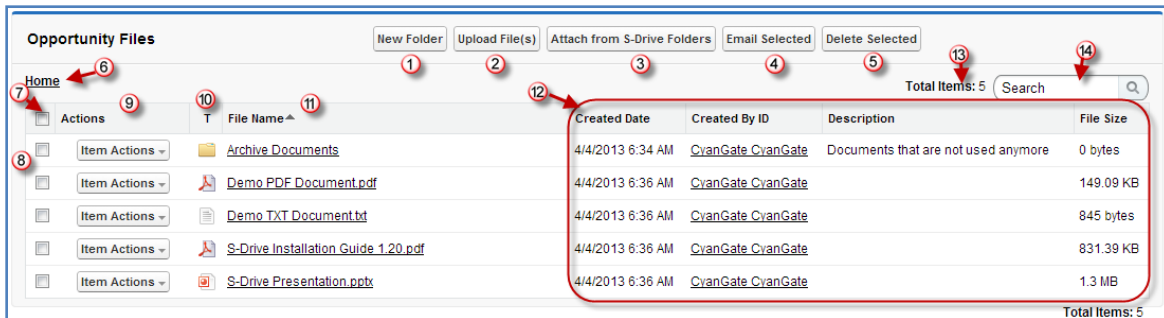 Opportunity Files New Folder Upload File(s) Attach from S-Drive Folders Email Selected Delete Selected
1 2 3 4 5 13 14
Home 6 Total Items: 5 Search
7 9 10 11 12
Actions T File Name Created Date Created By ID Description File Size
8 Item Actions Archive Documents 4/4/2013 6:34 AM CyanGate CyanGate Documents that are not used anymore 0 bytes
Item Actions Demo PDF Document.pdf 4/4/2013 6:36 AM CyanGate CyanGate 149.09 KB
Item Actions Demo TXT Document.txt 4/4/2013 6:36 AM CyanGate CyanGate 845 bytes
Item Actions S-Drive Installation Guide 1.20.pdf 4/4/2013 6:36 AM CyanGate CyanGate 831.39 KB
Item Actions S-Drive Presentation.pptx 4/4/2013 6:36 AM CyanGate CyanGate 1.3 MB
Total Items: 5